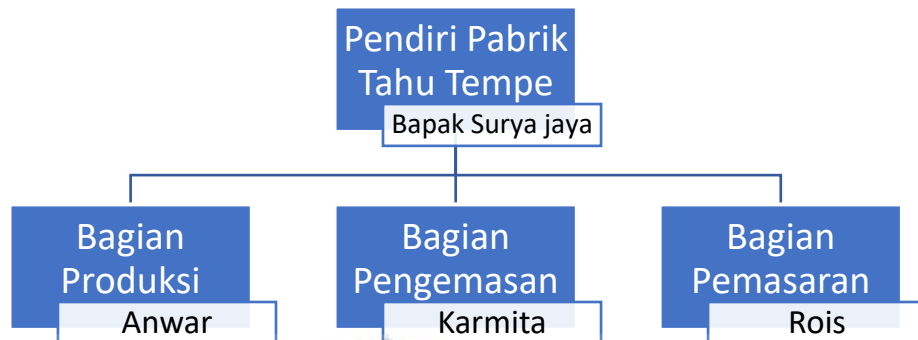 Pendiri Pabrik
Tahu Tempe
Bapak Surya jaya
Bagian
Produksi
Anwar
Bagian
Pengemasan
Karmita
Bagian
Pemasaran
Rois